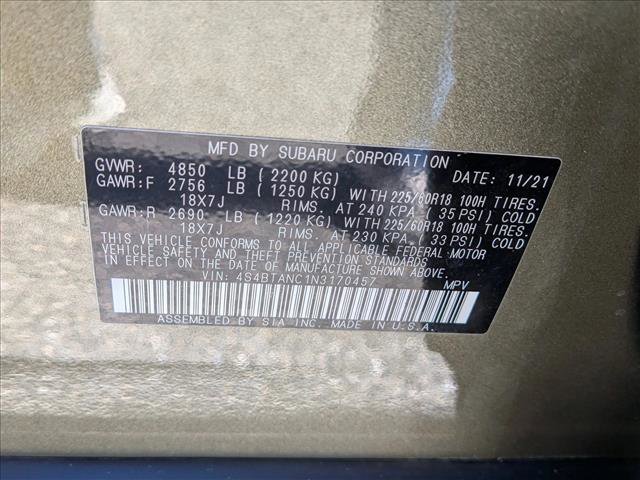 MFD BY SUBARU CORPORATION DATE: 11/21
GVWR: 4850 LB (2200 KG)
GAWR:F 2756 LB (1250 KG) WITH 225/60R18 100H TIRES.
18X7J RIMS. AT 240 KPA ( 35 PSI) COLD
GAWR:R 2690 LB (1220 KG) WITH 225/60R18 100H TIRES.
18X7J RIMS. AT 230 KPA ( 33 PSI) COLD
THIS VEHICLE CONFORMS TO ALL APPLICABLE FEDERAL MOTOR
VEHICLE SAFETY, BUMPER, AND THEFT PREVENTION STANDARDS
IN EFFECT ON THE DATE OF MANUFACTURE SHOWN ABOVE.
VIN: 4S4BTANC1N3170457 MPV
ASSEMBLED BY SIA INC. MADE IN U.S.A.